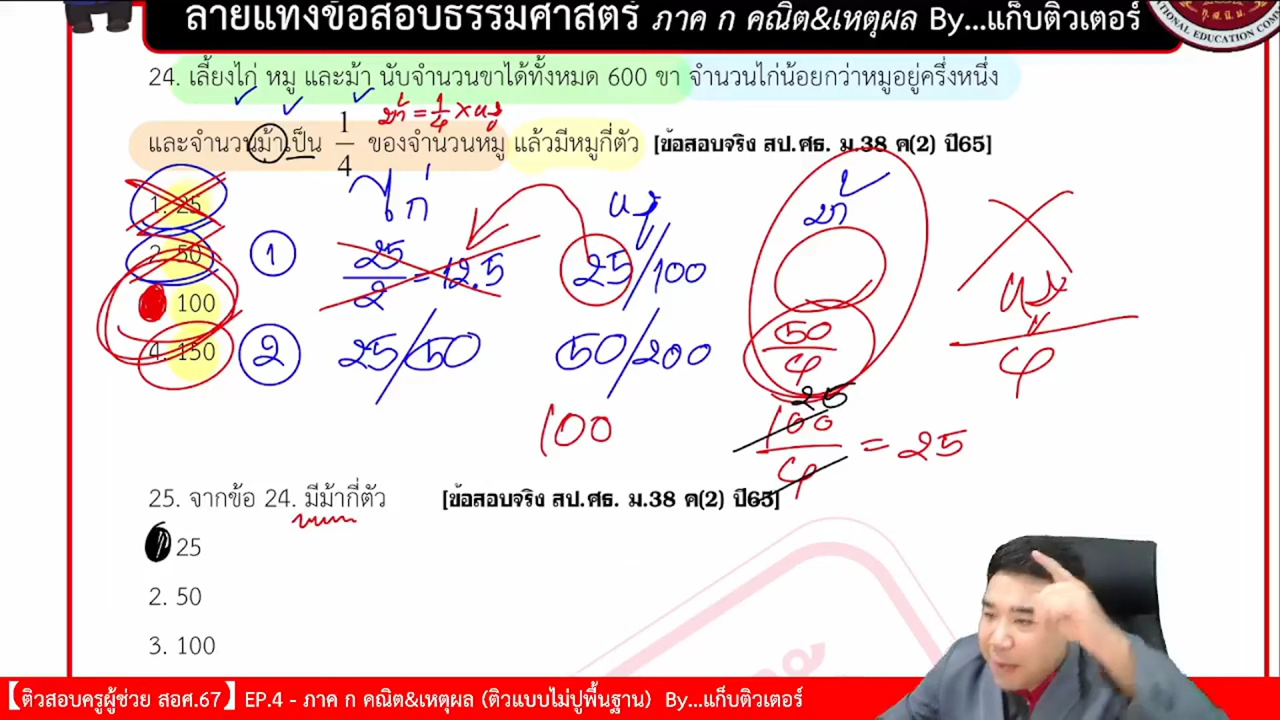 ลายแทงข้อสอบธรรมศาสตร์ ภาค ก คณิต&เหตุผล By...แก็บติวเตอร์
24. เลี้ยงไก่ หมู และม้า นับจำนวนขาได้ทั้งหมด 600 ขา จำนวนไก่น้อยกว่าหมูอยู่ครึ่งหนึ่ง
ม้า = 1/4 × หมู
และจำนวนม้าเป็น 1/4 ของจำนวนหมู แล้วมีหมูกี่ตัว [ข้อสอบจริง สป.ศธ. ม.38 ค(2) ปี65]
ไก่ หมู ม้า
1. 25
2. 50 1 25/2 = 12.5 25/100 หมู/4
3. 100
4. 150 2 25/50 50/200 50/4
100 100/4 = 25
25
25. จากข้อ 24. มีม้ากี่ตัว [ข้อสอบจริง สป.ศธ. ม.38 ค(2) ปี65]
1 25
2. 50
3. 100
【ติวสอบครูผู้ช่วย สอศ.67】 EP.4 - ภาค ก คณิต&เหตุผล (ติวแบบไม่ปูพื้นฐาน) By...แก็บติวเตอร์